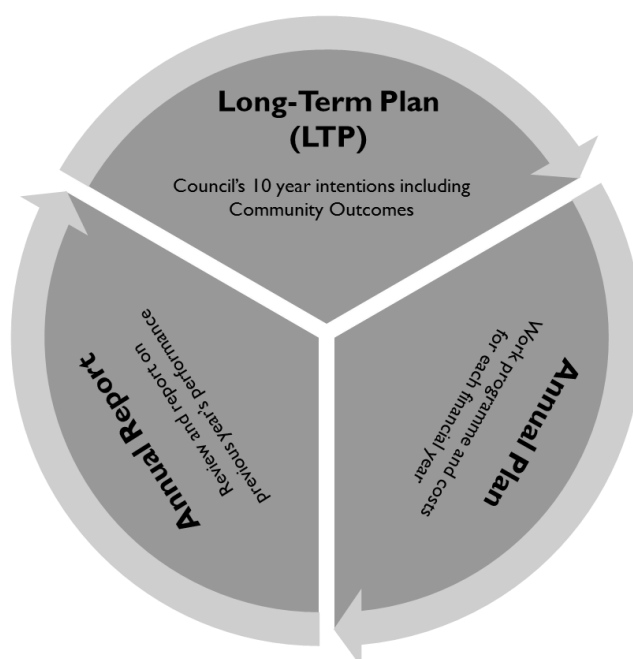 Long-Term Plan
(LTP)
Council's 10 year intentions including
Community Outcomes
Annual Plan
Work programme and costs
for each financial year
Annual Report
Review and report on
previous year's performance